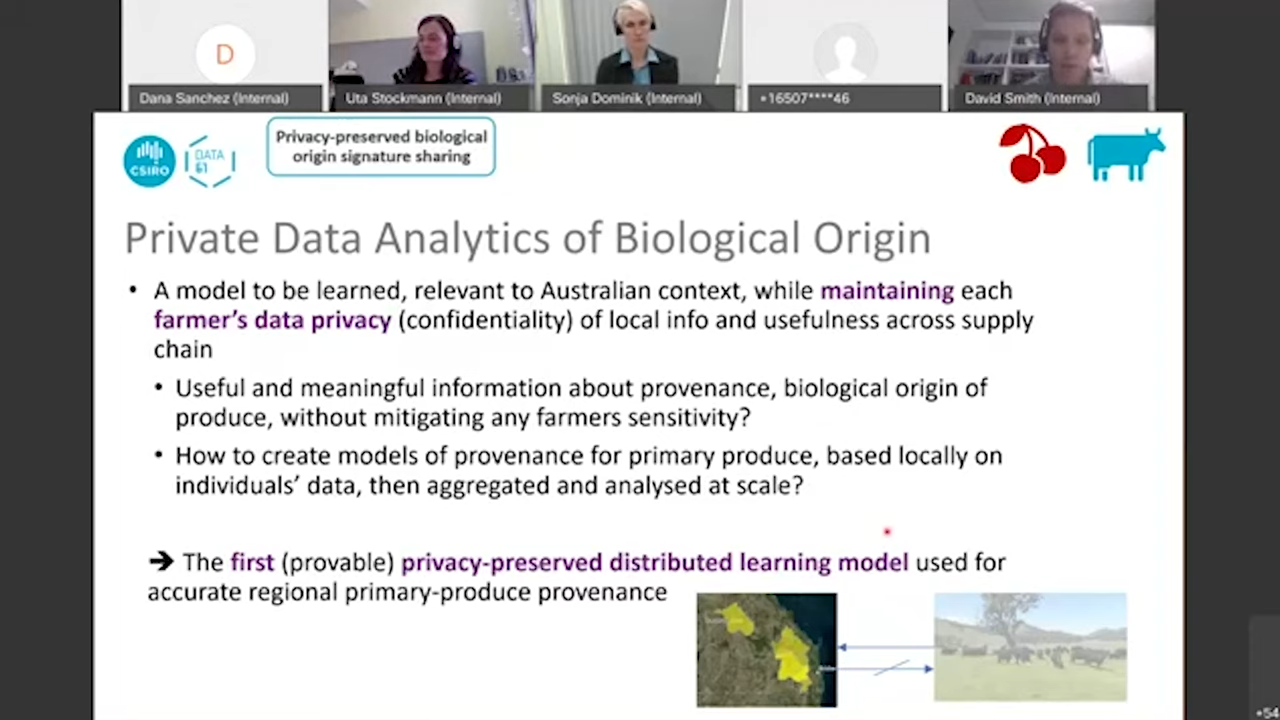 D
Dana Sanchez (Internal)
Uta Stockmann (Internal)
Sonja Dominik (Internal)
+16507****46
David Smith (Internal)
CSIRO
DATA
61
Privacy-preserved biological
origin signature sharing
Private Data Analytics of Biological Origin
• A model to be learned, relevant to Australian context, while maintaining each
farmer's data privacy (confidentiality) of local info and usefulness across supply
chain
• Useful and meaningful information about provenance, biological origin of
produce, without mitigating any farmers sensitivity?
• How to create models of provenance for primary produce, based locally on
individuals' data, then aggregated and analysed at scale?
➔ The first (provable) privacy-preserved distributed learning model used for
accurate regional primary-produce provenance
+54